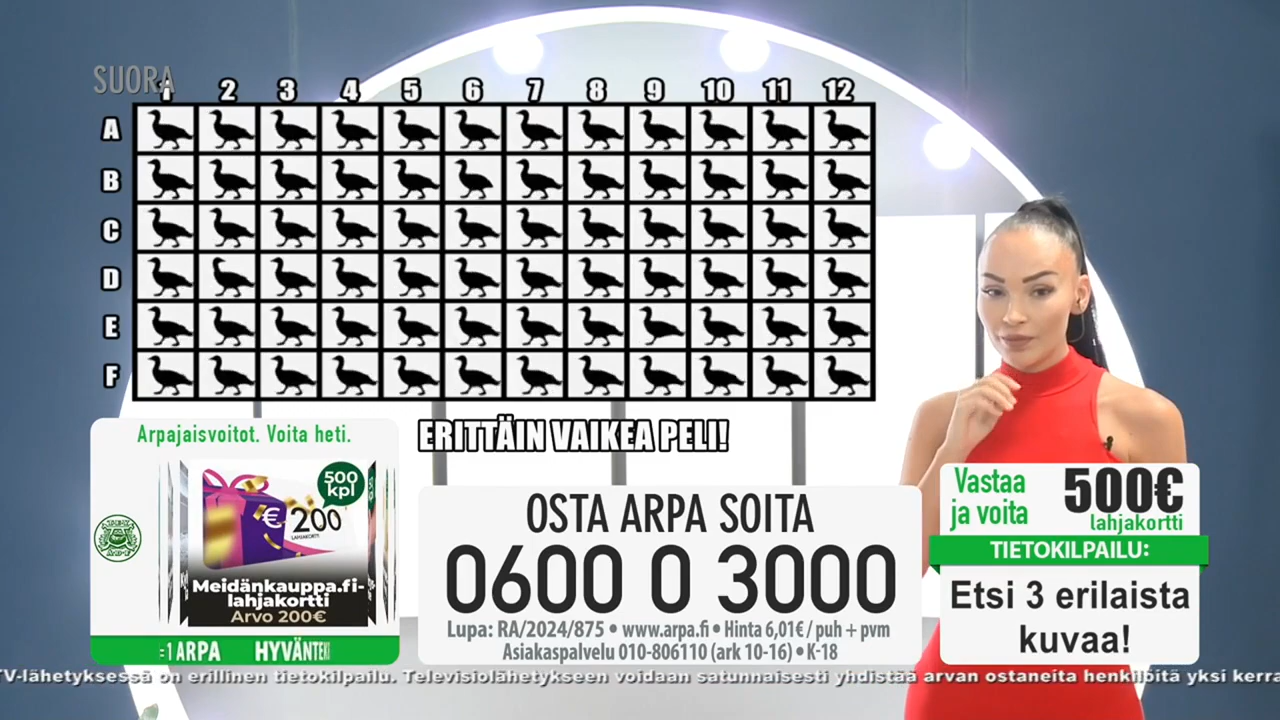 SUORA
1 2 3 4 5 6 7 8 9 10 11 12
A
B
C
D
E
F
ERITTÄIN VAIKEA PELI!
Arpajaisvoitot. Voita heti.
500
kpl
€200
LAHJAKORTTI
Meidänkauppa.fi-
lahjakortti
Arvo 200€
=1 ARPA HYVÄNTEKI
OSTA ARPA SOITA
0600 0 3000
Lupa: RA/2024/875 • www.arpa.fi • Hinta 6,01€ / puh + pvm
Asiakaspalvelu 010-806110 (ark 10-16) • K-18
Vastaa
ja voita
500€
lahjakortti
TIETOKILPAILU:
Etsi 3 erilaista
kuvaa!
TV-lähetyksessä on erillinen tietokilpailu. Televisiolähetykseen voidaan satunnaisesti yhdistää arvan ostaneita henkilöitä yksi kerra